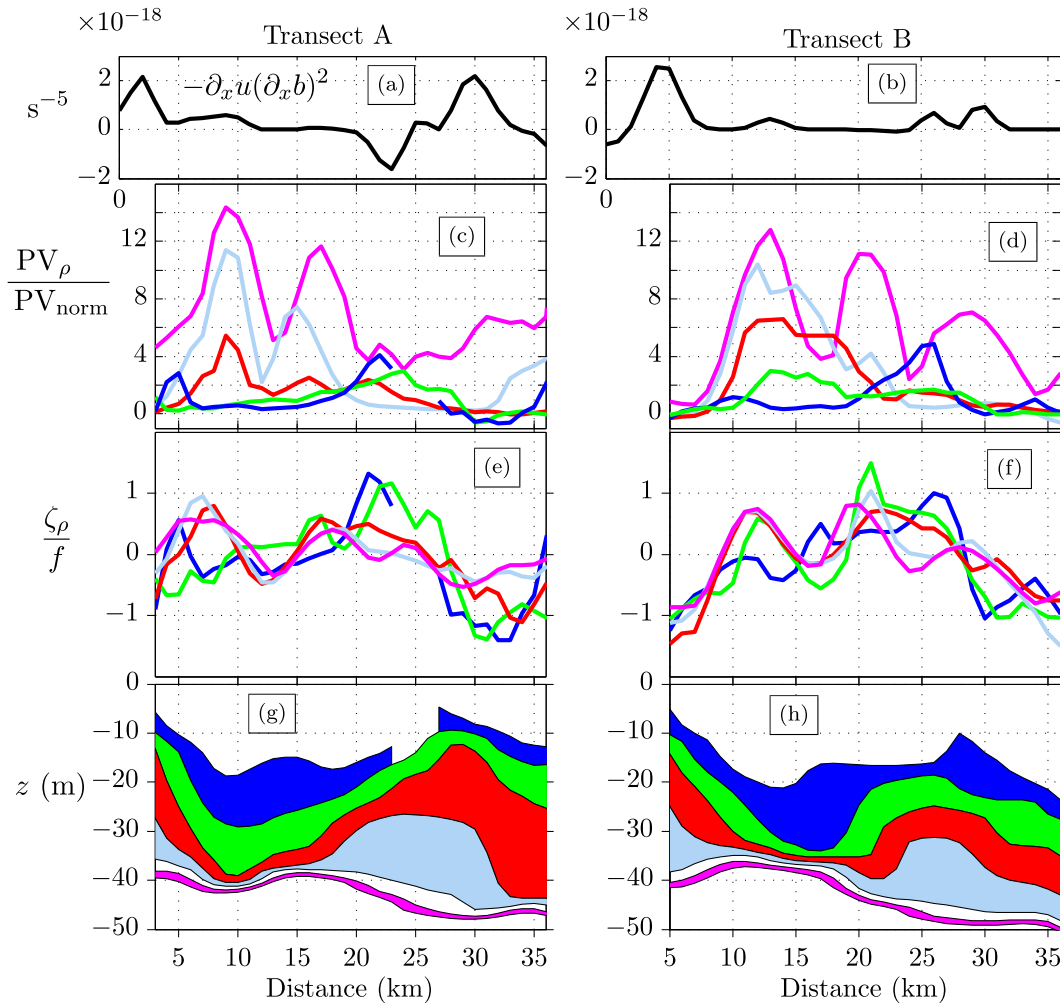 ×10⁻¹⁸ ×10⁻¹⁸
Transect A
Transect B
s⁻⁵
2
0
−2
−∂ₓu(∂ₓb)²
(a)
2
0
−2
(b)
0
0
PV_ρ
PV_norm
12
8
4
0
(c)
12
8
4
0
(d)
ζ_ρ
f
1
0
−1
(e)
1
0
−1
(f)
z (m)
0
−10
−20
−30
−40
−50
(g)
0
−10
−20
−30
−40
−50
(h)
5 10 15 20 25 30 35
5 10 15 20 25 30 35
Distance (km)
Distance (km)